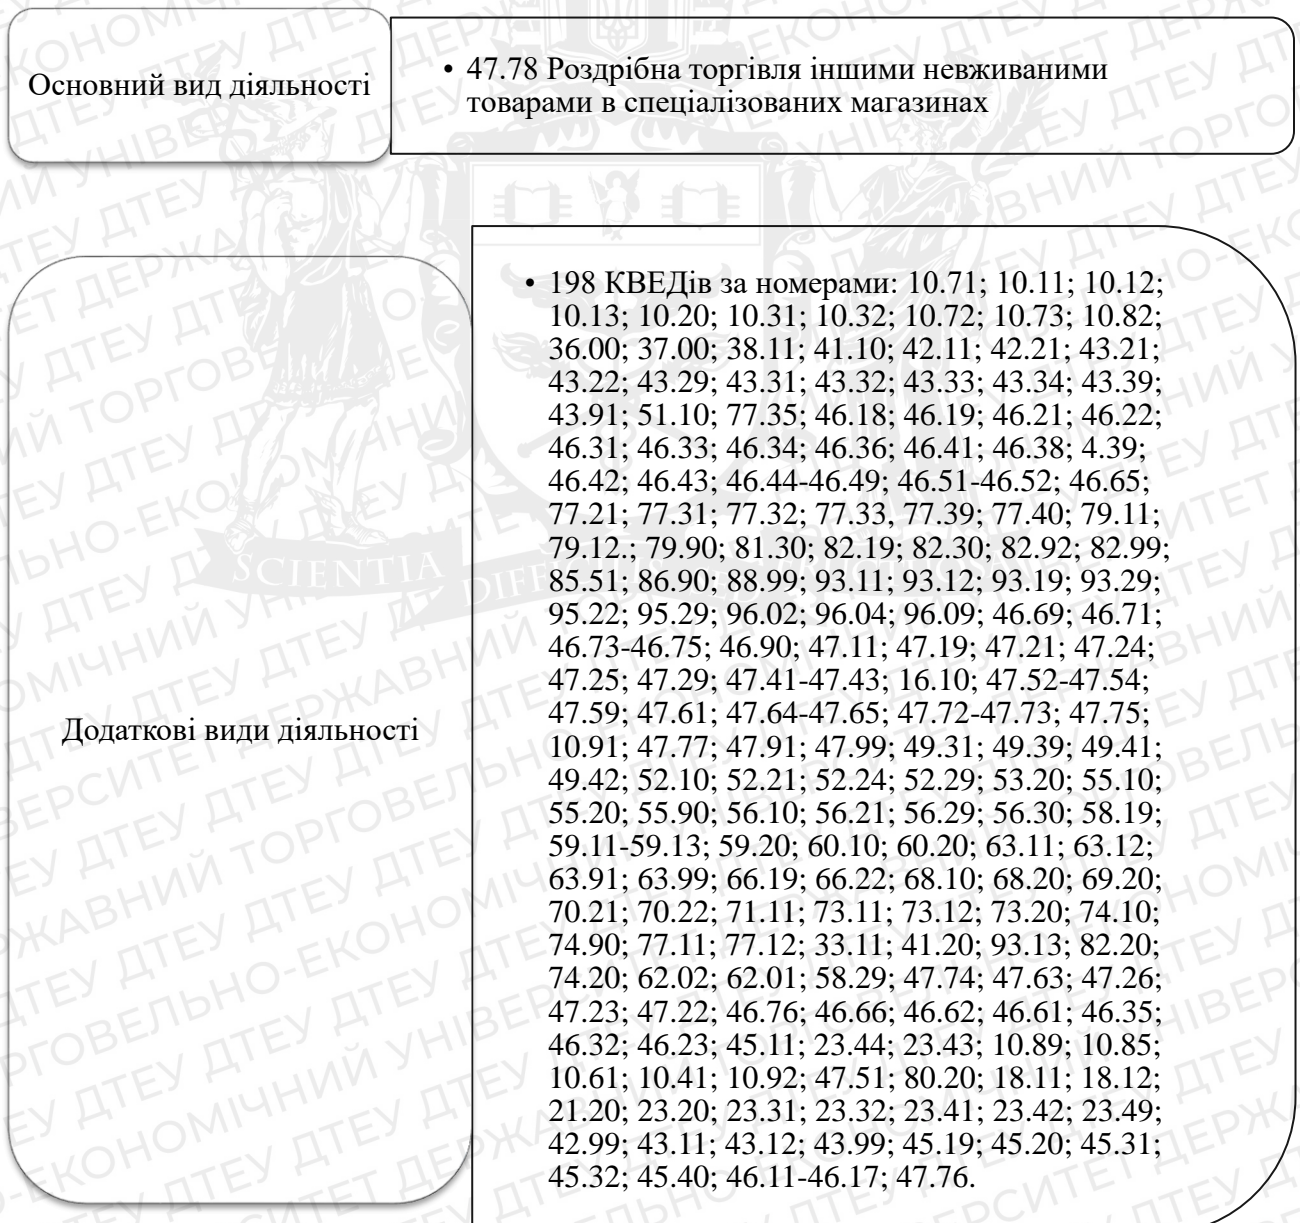 Основний вид діяльності
• 47.78 Роздрібна торгівля іншими невживаними
товарами в спеціалізованих магазинах
Додаткові види діяльності
• 198 КВЕДів за номерами: 10.71; 10.11; 10.12;
10.13; 10.20; 10.31; 10.32; 10.72; 10.73; 10.82;
36.00; 37.00; 38.11; 41.10; 42.11; 42.21; 43.21;
43.22; 43.29; 43.31; 43.32; 43.33; 43.34; 43.39;
43.91; 51.10; 77.35; 46.18; 46.19; 46.21; 46.22;
46.31; 46.33; 46.34; 46.36; 46.41; 46.38; 4.39;
46.42; 46.43; 46.44-46.49; 46.51-46.52; 46.65;
77.21; 77.31; 77.32; 77.33, 77.39; 77.40; 79.11;
79.12.; 79.90; 81.30; 82.19; 82.30; 82.92; 82.99;
85.51; 86.90; 88.99; 93.11; 93.12; 93.19; 93.29;
95.22; 95.29; 96.02; 96.04; 96.09; 46.69; 46.71;
46.73-46.75; 46.90; 47.11; 47.19; 47.21; 47.24;
47.25; 47.29; 47.41-47.43; 16.10; 47.52-47.54;
47.59; 47.61; 47.64-47.65; 47.72-47.73; 47.75;
10.91; 47.77; 47.91; 47.99; 49.31; 49.39; 49.41;
49.42; 52.10; 52.21; 52.24; 52.29; 53.20; 55.10;
55.20; 55.90; 56.10; 56.21; 56.29; 56.30; 58.19;
59.11-59.13; 59.20; 60.10; 60.20; 63.11; 63.12;
63.91; 63.99; 66.19; 66.22; 68.10; 68.20; 69.20;
70.21; 70.22; 71.11; 73.11; 73.12; 73.20; 74.10;
74.90; 77.11; 77.12; 33.11; 41.20; 93.13; 82.20;
74.20; 62.02; 62.01; 58.29; 47.74; 47.63; 47.26;
47.23; 47.22; 46.76; 46.66; 46.62; 46.61; 46.35;
46.32; 46.23; 45.11; 23.44; 23.43; 10.89; 10.85;
10.61; 10.41; 10.92; 47.51; 80.20; 18.11; 18.12;
21.20; 23.20; 23.31; 23.32; 23.41; 23.42; 23.49;
42.99; 43.11; 43.12; 43.99; 45.19; 45.20; 45.31;
45.32; 45.40; 46.11-46.17; 47.76.
SCIENTIA